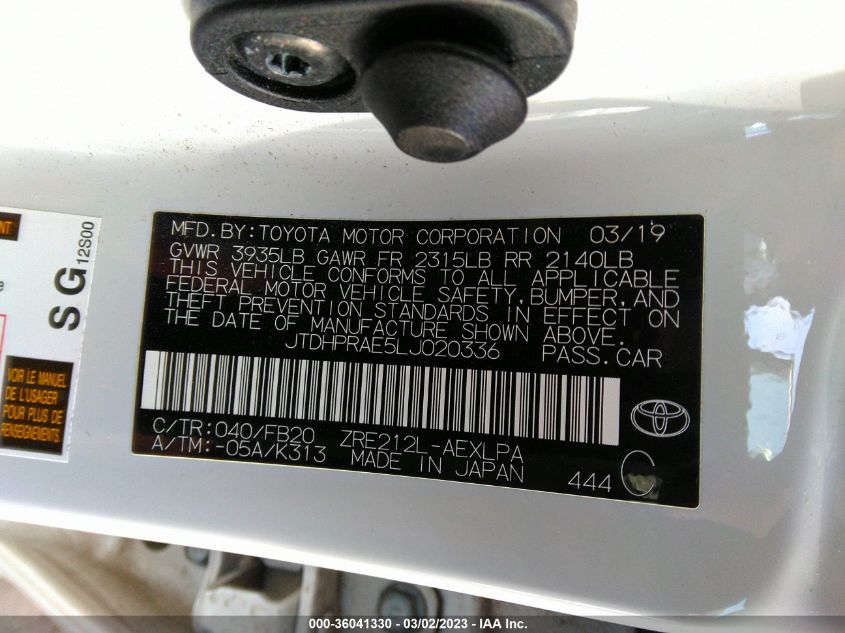 MFD.BY:TOYOTA MOTOR CORPORATION 03/19
GVWR 3935LB GAWR FR 2315LB RR 2140LB
THIS VEHICLE CONFORMS TO ALL APPLICABLE
FEDERAL MOTOR VEHICLE SAFETY,BUMPER,AND
THEFT PREVENTION STANDARDS IN EFFECT ON
THE DATE OF MANUFACTURE SHOWN ABOVE.
JTDHPRAE5LJ020336 PASS.CAR
C/TR:040/FB20 ZRE212L-AEXLPA
A/TM:-05A/K313 MADE IN JAPAN
444 C
SG 12S00
VOIR LE MANUEL
DE L'USAGER
POUR PLUS DE
RENSEIGNEMENTS
000-36041330 - 03/02/2023 - IAA Inc.